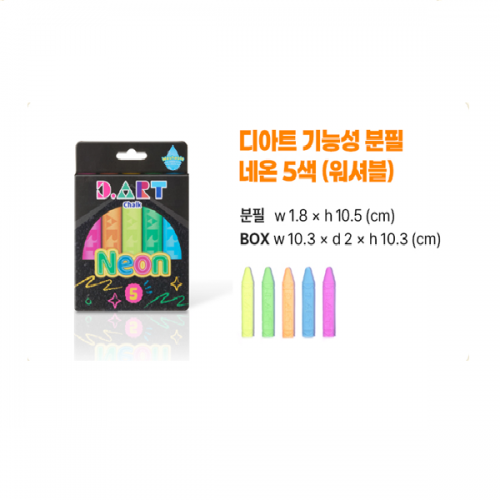 디아트 기능성 분필
네온 5색 (워셔블)
분필 w 1.8 × h 10.5 (cm)
BOX w 10.3 × d 2 × h 10.3 (cm)
D.ART
Chalk
Neon
5